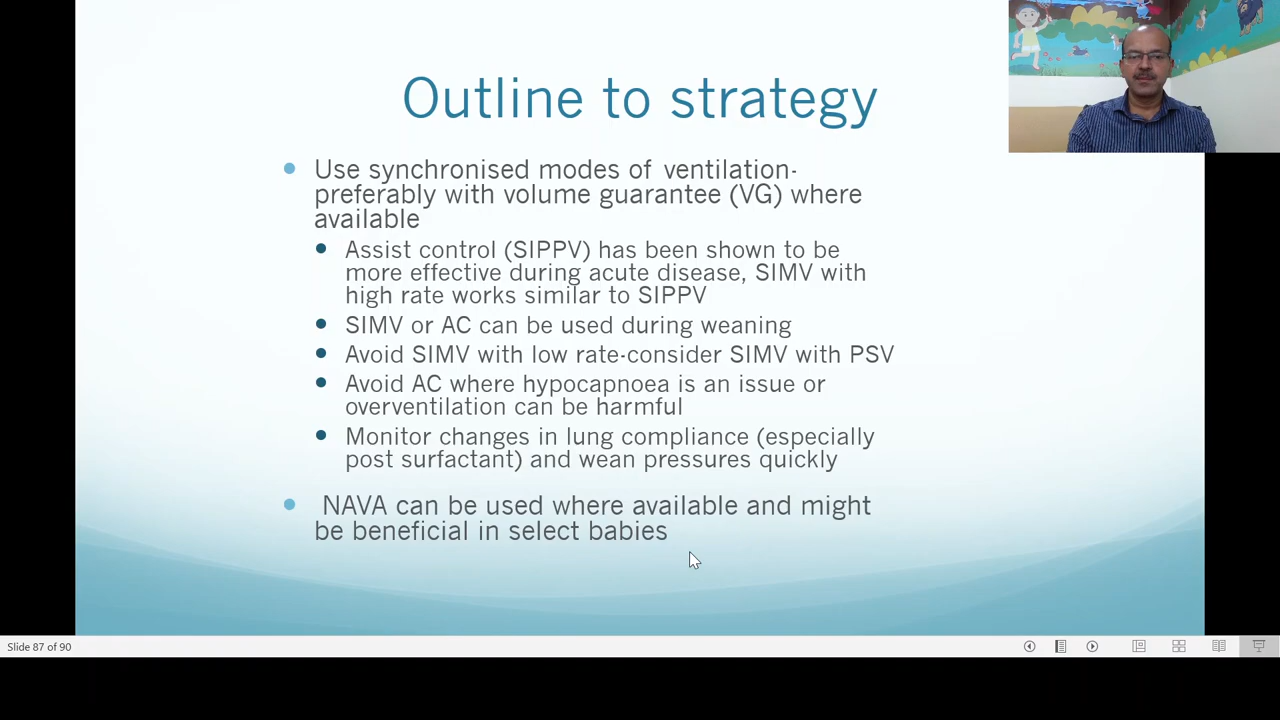 Outline to strategy
Use synchronised modes of ventilation-
preferably with volume guarantee (VG) where
available
Assist control (SIPPV) has been shown to be
more effective during acute disease, SIMV with
high rate works similar to SIPPV
SIMV or AC can be used during weaning
Avoid SIMV with low rate-consider SIMV with PSV
Avoid AC where hypocapnoea is an issue or
overventilation can be harmful
Monitor changes in lung compliance (especially
post surfactant) and wean pressures quickly
NAVA can be used where available and might
be beneficial in select babies
Slide 87 of 90